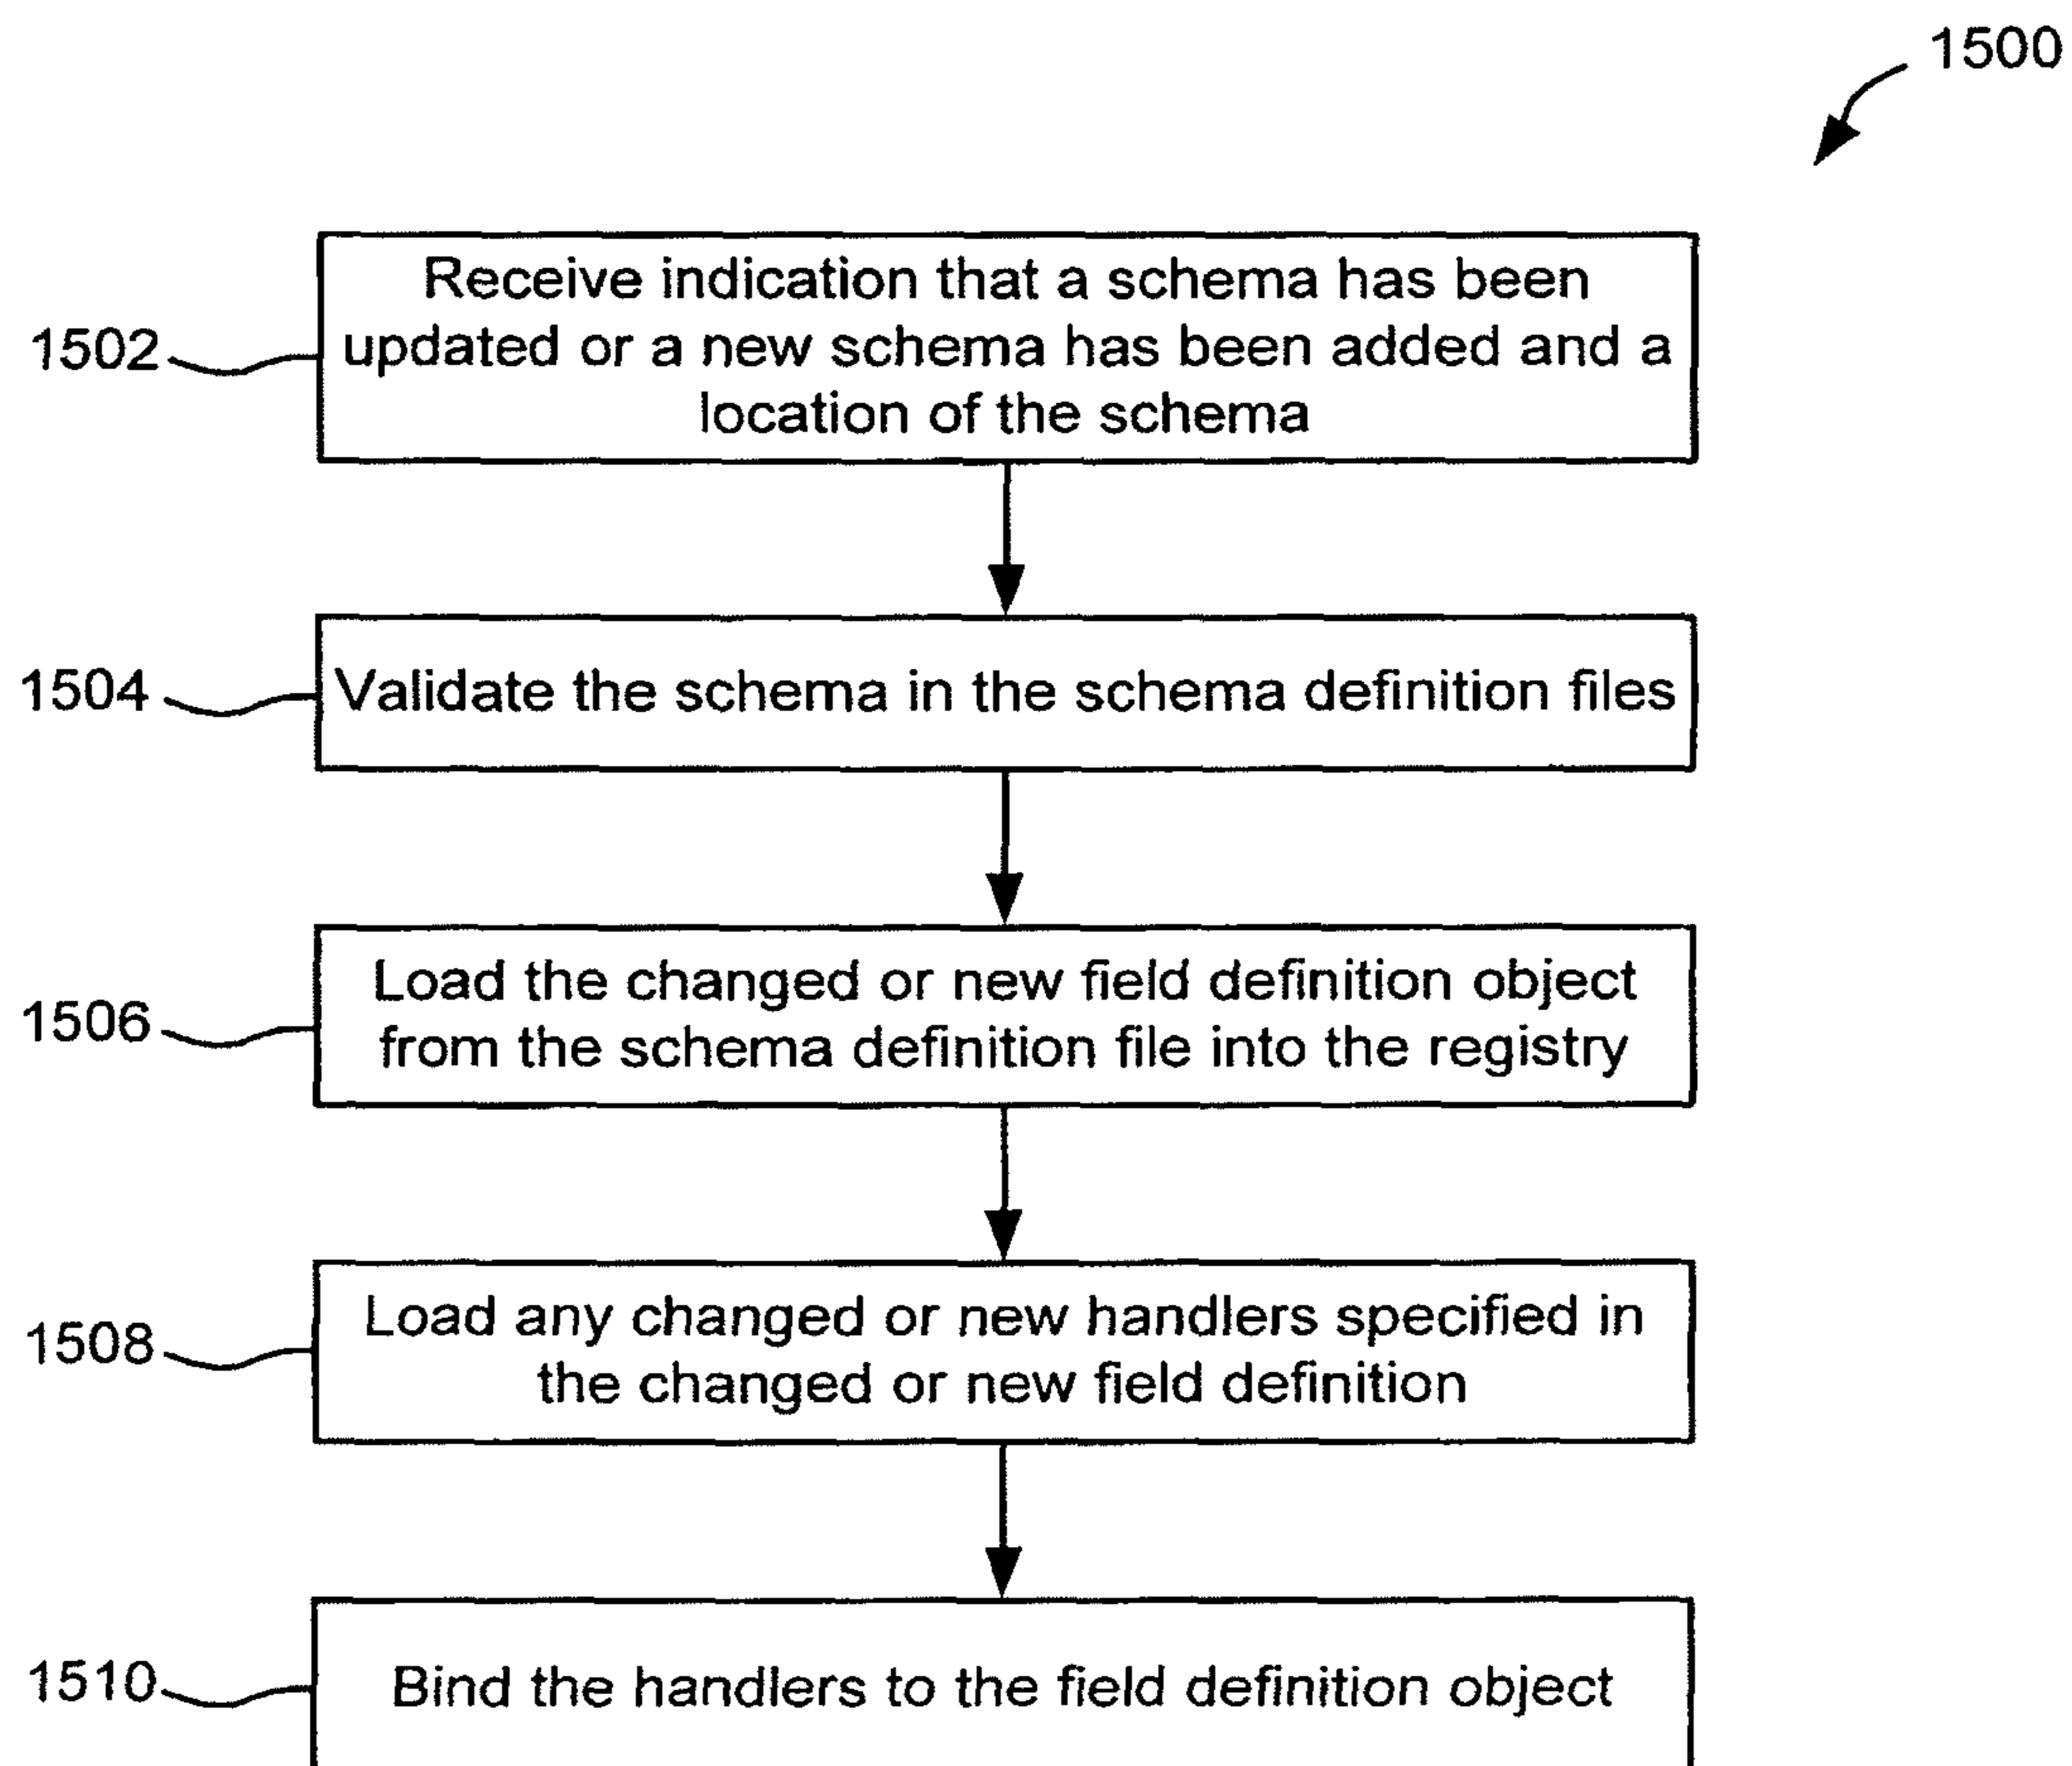 1500
Receive indication that a schema has been
1502
updated or a new schema has been added and a
location of the schema
1504
Validate the schema in the schema definition files
Load the changed or new field definition object
1506
from the schema definition file into the registry
Load any changed or new handlers specified in
1508
the changed or new field definition
1510
Bind the handlers to the field definition object